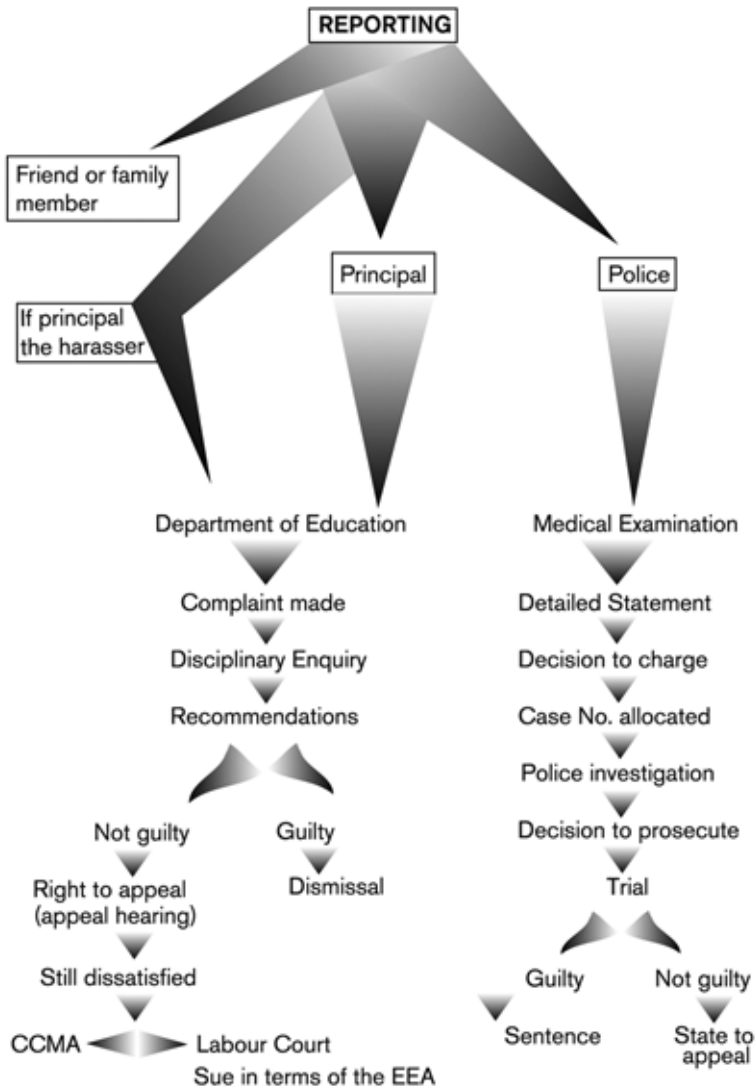 REPORTING
Friend or family
member
Principal
Police
If principal
the harasser
Department of Education
Complaint made
Disciplinary Enquiry
Recommendations
Not guilty
Guilty
Right to appeal
(appeal hearing)
Dismissal
Still dissatisfied
CCMA
Labour Court
Sue in terms of the EEA
Medical Examination
Detailed Statement
Decision to charge
Case No. allocated
Police investigation
Decision to prosecute
Trial
Guilty
Not guilty
Sentence
State to
appeal